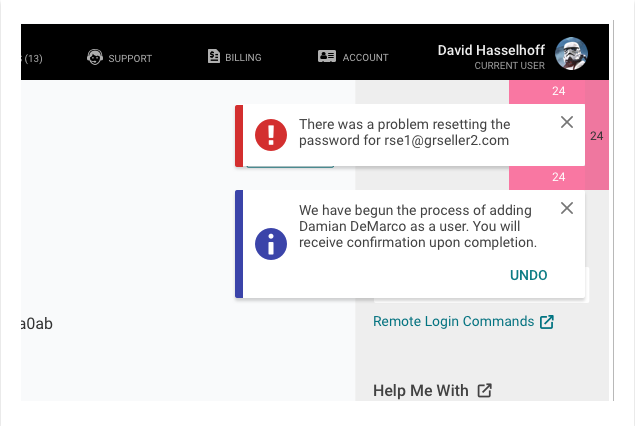 (13)
SUPPORT
BILLING
ACCOUNT
David Hasselhoff
CURRENT USER
24
There was a problem resetting the
password for rse1@grseller2.com
24
24
We have begun the process of adding
Damian DeMarco as a user. You will
receive confirmation upon completion.
UNDO
a0ab
Remote Login Commands
Help Me With